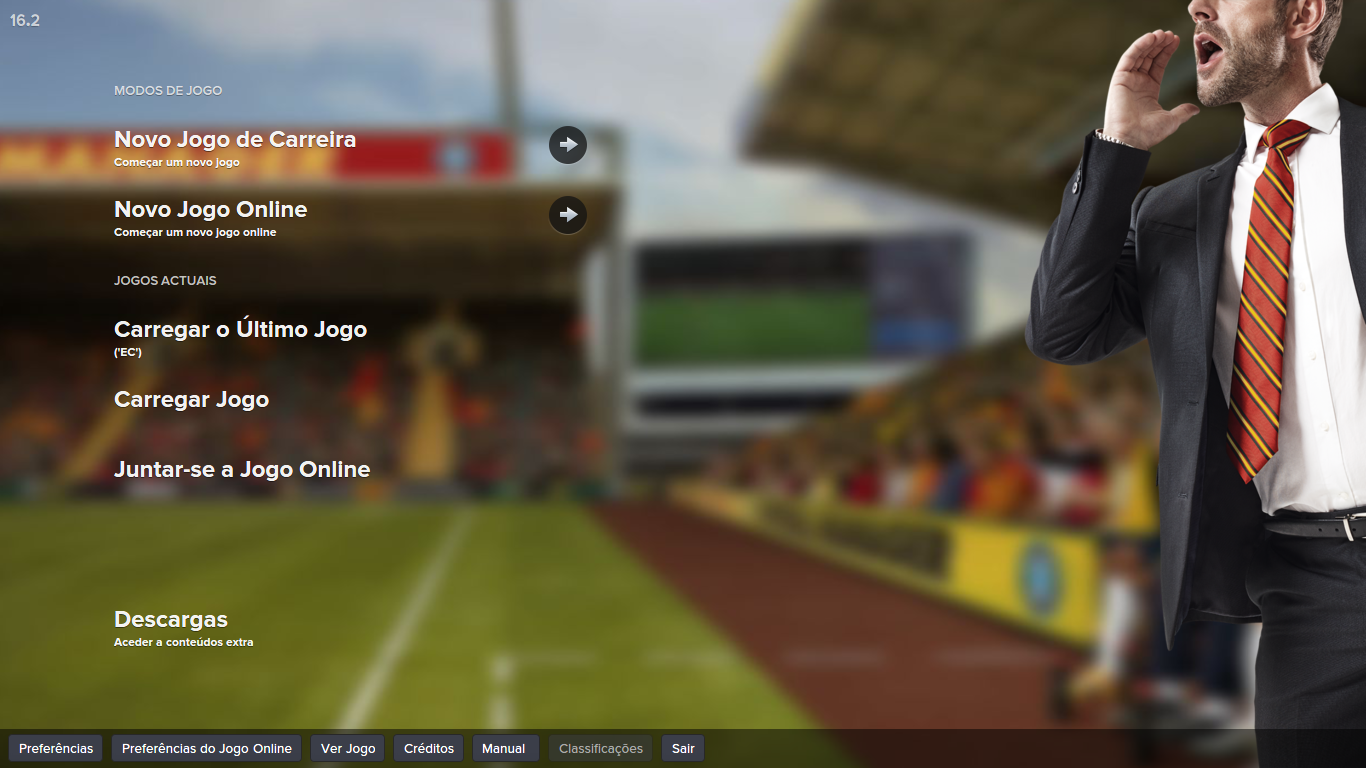 16.2
MODOS DE JOGO
Novo Jogo de Carreira
Começar um novo jogo
Novo Jogo Online
Começar um novo jogo online
JOGOS ACTUAIS
Carregar o Último Jogo
('EC')
Carregar Jogo
Juntar-se a Jogo Online
Descargas
Aceder a conteúdos extra
Preferências
Preferências do Jogo Online
Ver Jogo
Créditos
Manual
Classificações
Sair